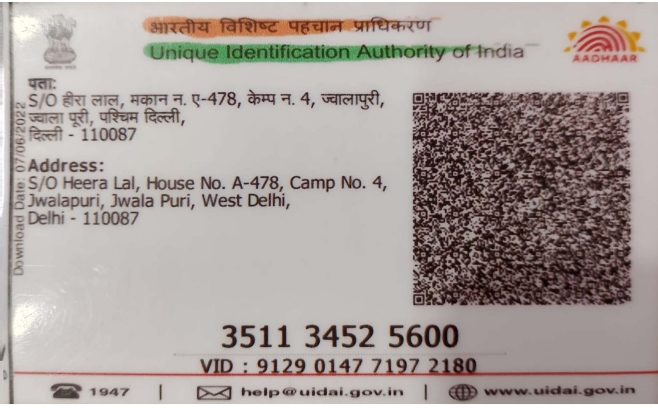 भारतीय विशिष्ट पहचान प्राधिकरण
Unique Identification Authority of India
AADHAAR
पता:
S/O हीरा लाल, मकान न. ए-478, केम्प न. 4, ज्वालापुरी,
ज्वाला पूरी, पश्चिम दिल्ली,
दिल्ली - 110087
Address:
S/O Heera Lal, House No. A-478, Camp No. 4,
Jwalapuri, Jwala Puri, West Delhi,
Delhi - 110087
Download Date: 07/06/2022
3511 3452 5600
VID : 9129 0147 7197 2180
1947 | help@uidai.gov.in | www.uidai.gov.in